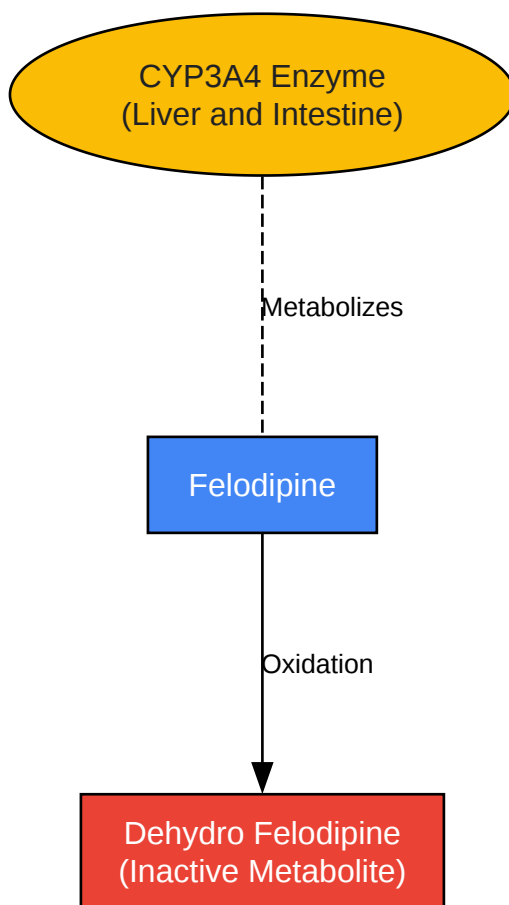 CYP3A4 Enzyme
(Liver and Intestine)
Metabolizes
Felodipine
Oxidation
Dehydro Felodipine
(Inactive Metabolite)